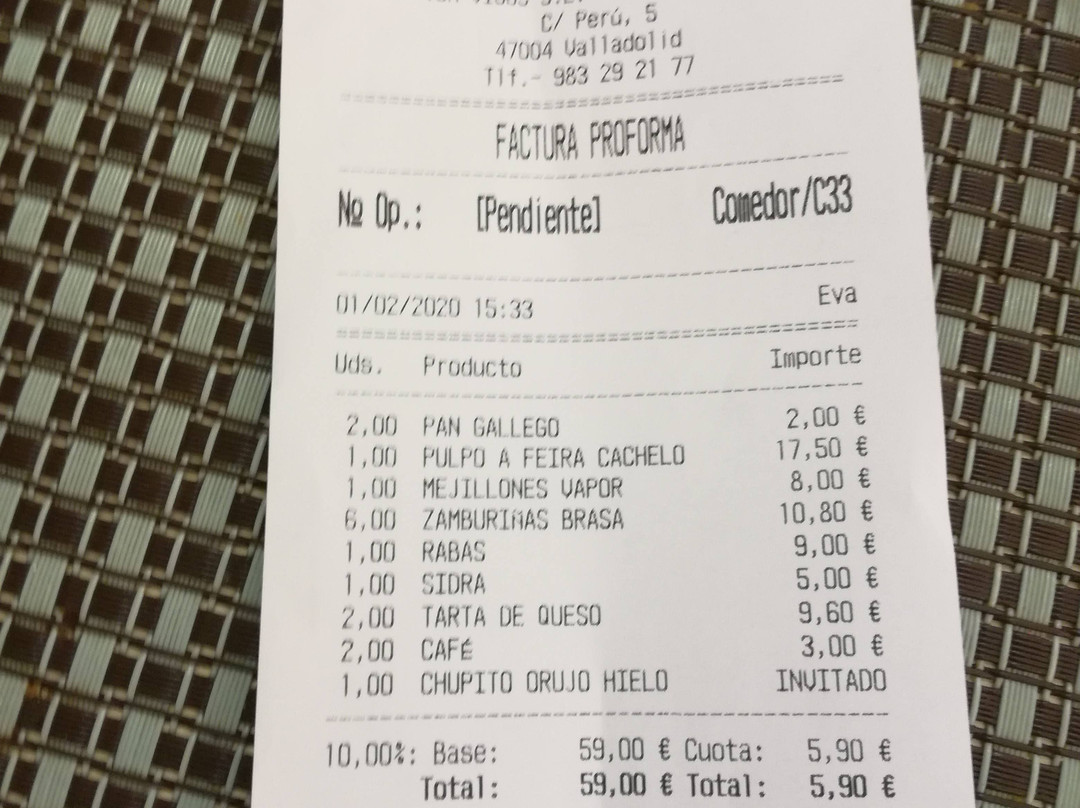 C/ Perú, 5
47004 Valladolid
Tlf.- 983 29 21 77
FACTURA PROFORMA
Nº Op.: [Pendiente] Comedor/C33
01/02/2020 15:33 Eva
Uds. Producto Importe
2,00 PAN GALLEGO 2,00 €
1,00 PULPO A FEIRA CACHELO 17,50 €
1,00 MEJILLONES VAPOR 8,00 €
6,00 ZAMBURIÑAS BRASA 10,80 €
1,00 RABAS 9,00 €
1,00 SIDRA 5,00 €
2,00 TARTA DE QUESO 9,60 €
2,00 CAFÉ 3,00 €
1,00 CHUPITO ORUJO HIELO INVITADO
10,00%: Base: 59,00 € Cuota: 5,90 €
Total: 59,00 € Total: 5,90 €